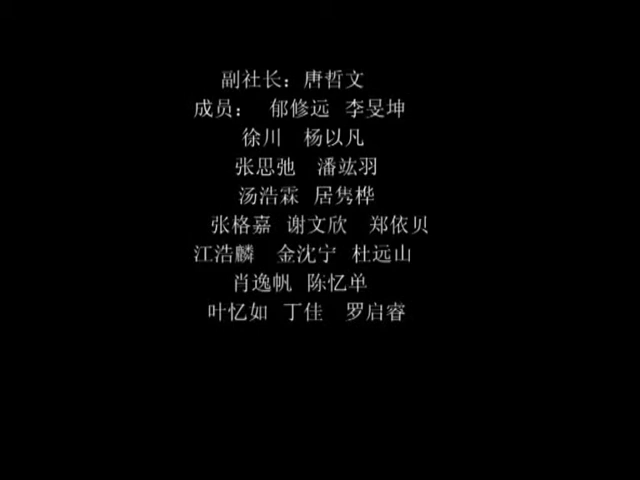 副社长：唐哲文
成员： 郁修远 李旻坤
徐川 杨以凡
张思弛 潘竑羽
汤浩霖 居隽桦
张格嘉 谢文欣 郑依贝
江浩麟 金沈宁 杜远山
肖逸帆 陈忆单
叶忆如 丁佳 罗启睿